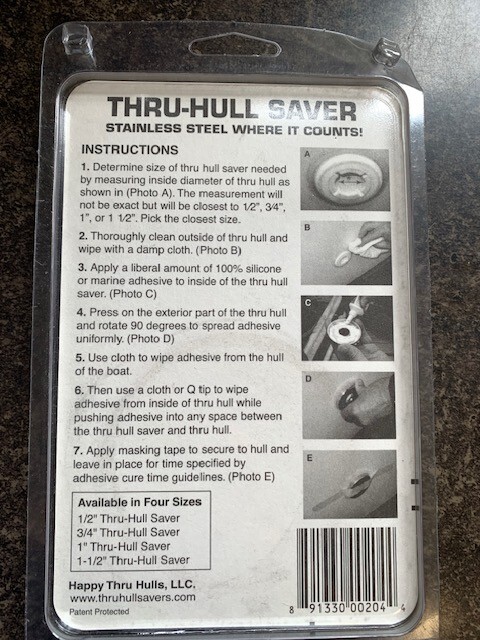 THRU-HULL SAVER
STAINLESS STEEL WHERE IT COUNTS!
INSTRUCTIONS
1. Determine size of thru hull saver needed
by measuring inside diameter of thru hull as
shown in (Photo A). The measurement will
not be exact but will be closest to 1/2", 3/4",
1", or 1 1/2". Pick the closest size.
2. Thoroughly clean outside of thru hull and
wipe with a damp cloth. (Photo B)
3. Apply a liberal amount of 100% silicone
or marine adhesive to inside of the thru hull
saver. (Photo C)
4. Press on the exterior part of the thru hull
and rotate 90 degrees to spread adhesive
uniformly. (Photo D)
5. Use cloth to wipe adhesive from the hull
of the boat.
6. Then use a cloth or Q tip to wipe
adhesive from inside of thru hull while
pushing adhesive into any space between
the thru hull saver and thru hull.
7. Apply masking tape to secure to hull and
leave in place for time specified by
adhesive cure time guidelines. (Photo E)
A
B
C
D
E
Available in Four Sizes
1/2" Thru-Hull Saver
3/4" Thru-Hull Saver
1" Thru-Hull Saver
1-1/2" Thru-Hull Saver
Happy Thru Hulls, LLC.
www.thruhullsavers.com
Patent Protected
8 91330 00204 4